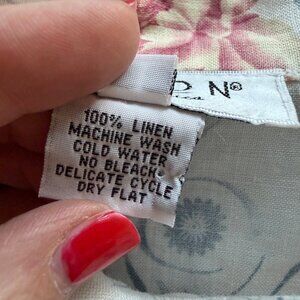 N°
100% LINEN
MACHINE WASH
COLD WATER
NO BLEACH
DELICATE CYCLE
DRY FLAT